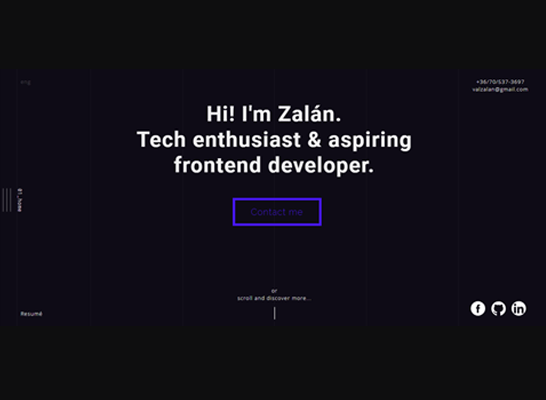 eng
+36/70/537-3697
valzalan@gmail.com
Hi! I'm Zalán.
Tech enthusiast & aspiring
frontend developer.
Contact me
01_home
or
scroll and discover more...
Resumé